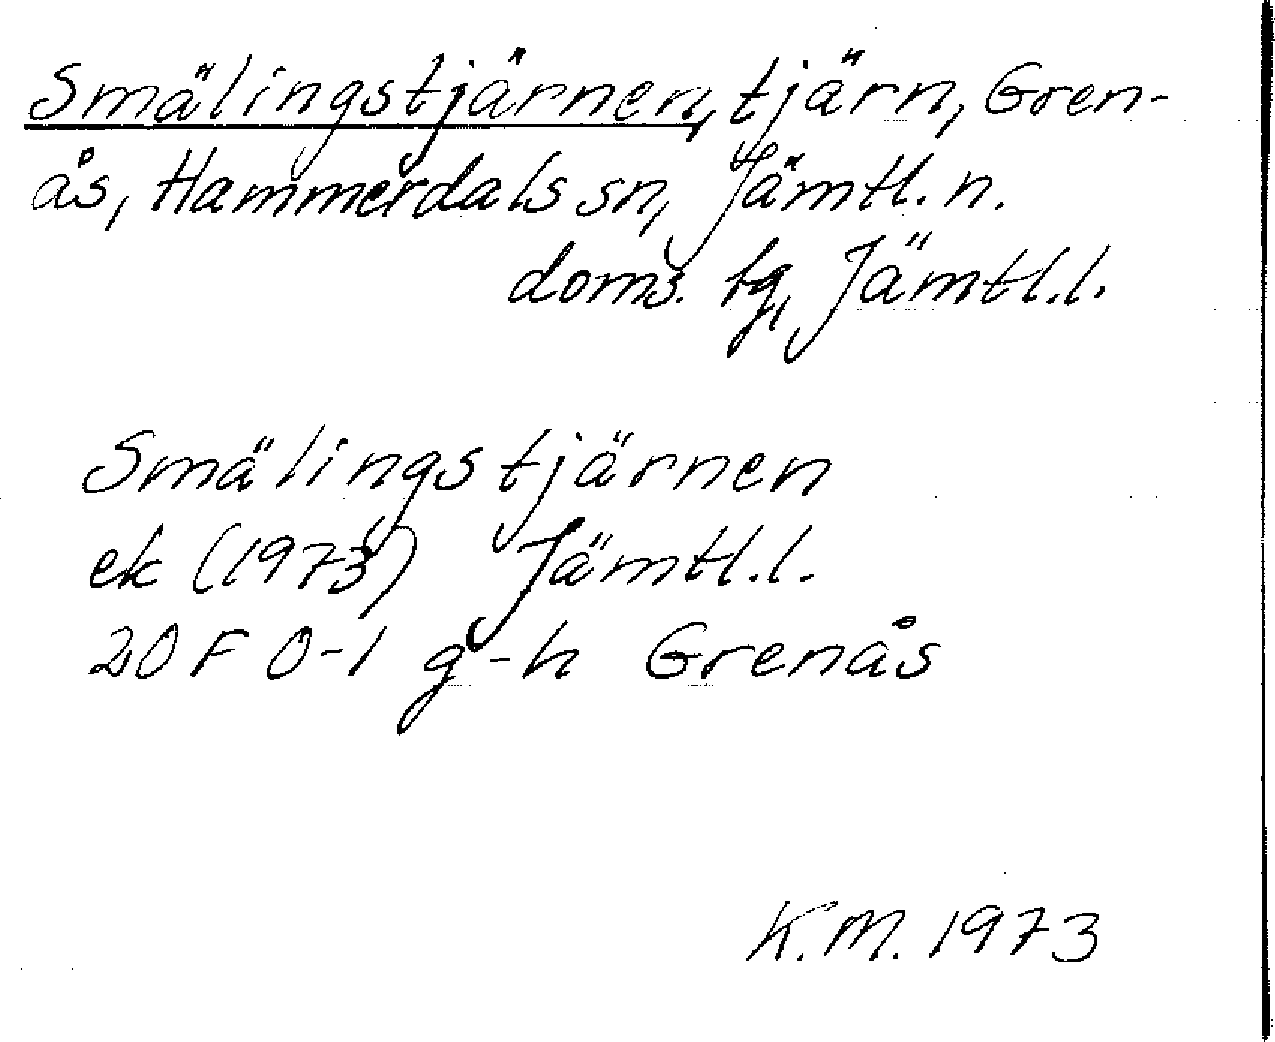 Smälingstjärnen, tjärn, Gren-
ås, Hammerdals sn, Jämtl. n.
doms. tg, Jämtl.l.
Smälingstjärnen
ek (1973) Jämtl.l.
20 F 0-1 g-h Grenås
K.M. 1973